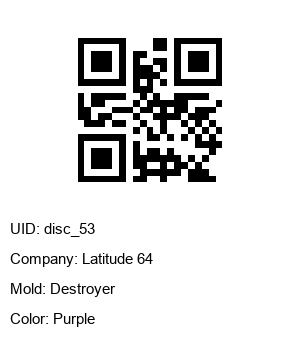 UID: disc_53
Company: Latitude 64
Mold: Destroyer
Color: Purple